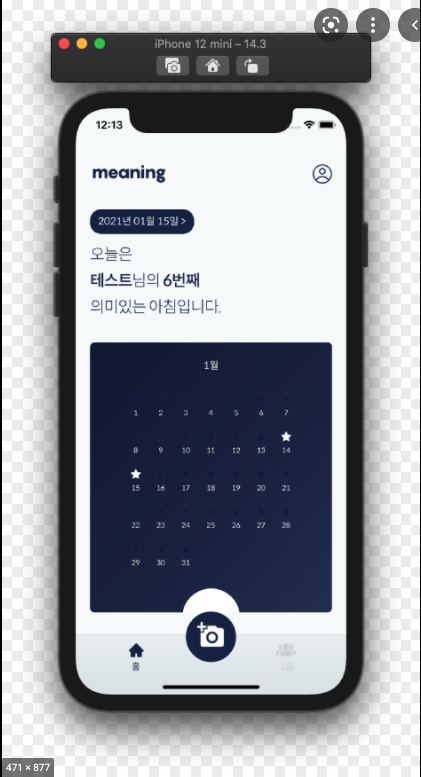 iPhone 12 mini – 14.3
12:13
meaning
2021년 01월 15일 >
오늘은
테스트님의 6번째
의미있는 아침입니다.
1월
1 2 3 4 5 6 7
8 9 10 11 12 13 14
15 16 17 18 19 20 21
22 23 24 25 26 27 28
29 30 31
홈 그룹
471 × 877